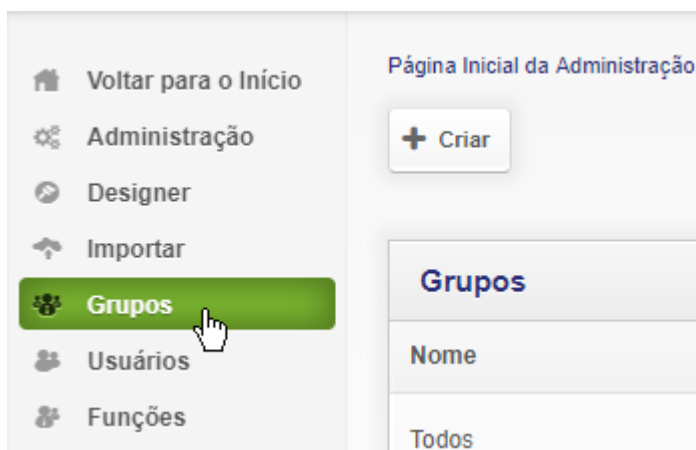 Voltar para o Início
Administração
Designer
Importar
Grupos
Usuários
Funções
Página Inicial da Administração
+ Criar
Grupos
Nome
Todos